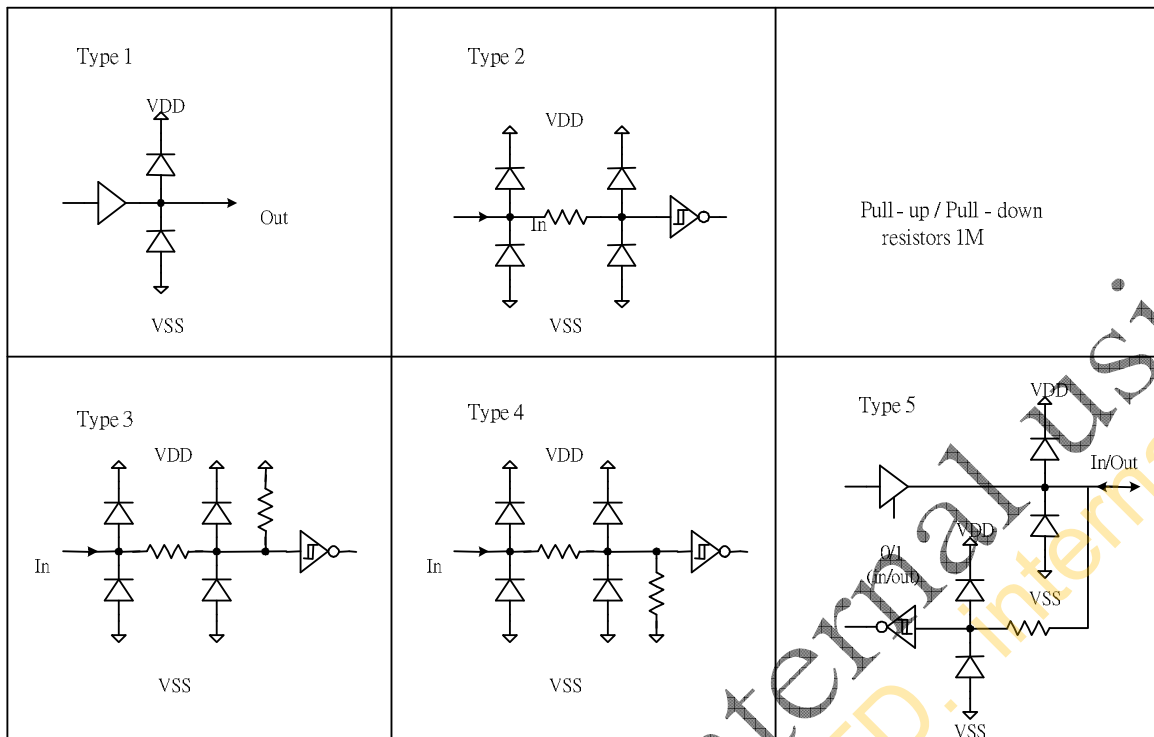 Type 1
VDD
Out
VSS
Type 2
VDD
In
VSS
Pull - up / Pull - down
resistors 1M
Type 3
VDD
In
VSS
Type 4
VDD
In
VSS
Type 5
VDD
In/Out
VDD
0/1
(in/out)
VSS
VSS